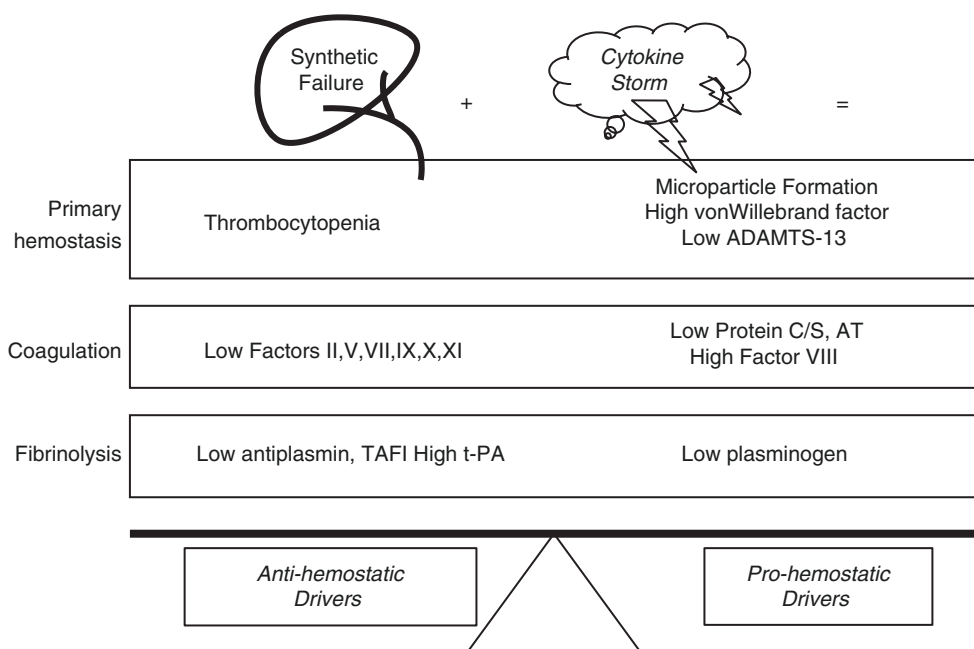 Synthetic
Failure
+
Cytokine
Storm
=
Primary
hemostasis
Thrombocytopenia
Microparticle Formation
High vonWillebrand factor
Low ADAMTS-13
Coagulation
Low Factors II,V,VII,IX,X,XI
Low Protein C/S, AT
High Factor VIII
Fibrinolysis
Low antiplasmin, TAFI High t-PA
Low plasminogen
Anti-hemostatic
Drivers
Pro-hemostatic
Drivers